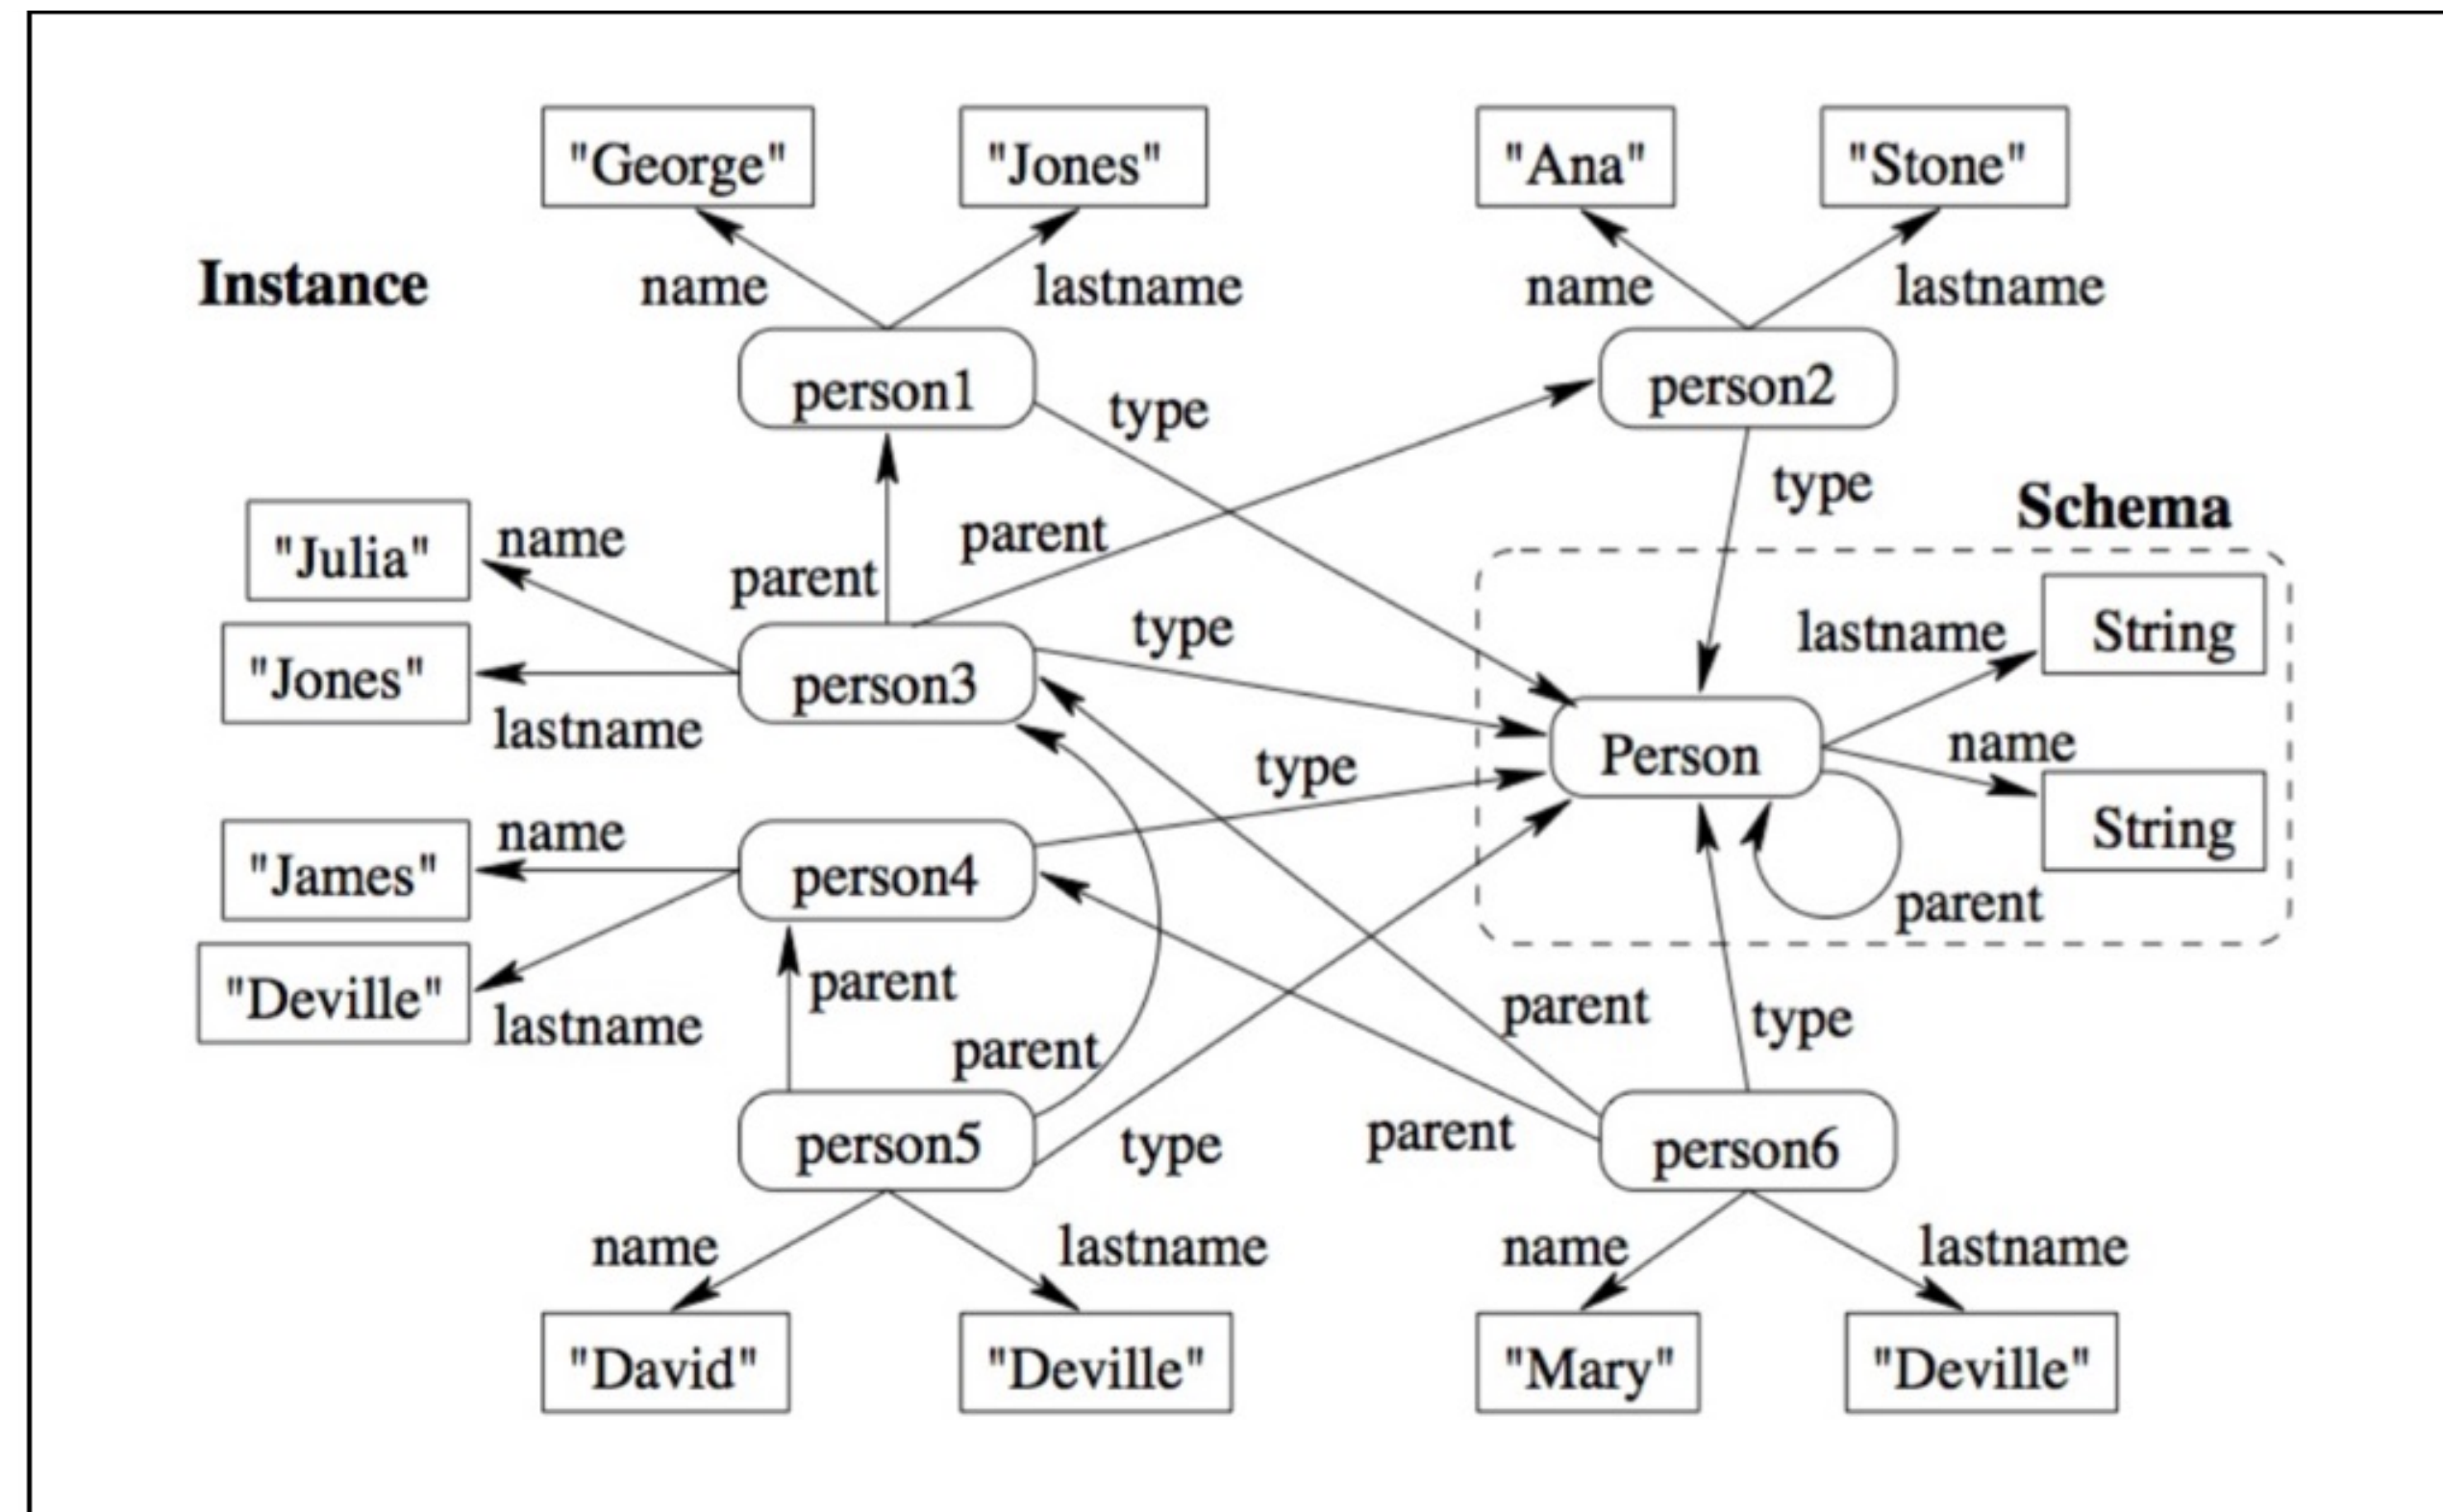 "George"
"Jones"
"Ana"
"Stone"
Instance
name
lastname
name
lastname
person1
person2
type
type
Schema
"Julia"
name
parent
parent
lastname
String
"Jones"
person3
type
lastname
Person
name
type
String
"James"
name
person4
parent
"Deville"
lastname
parent
parent
type
parent
person5
type
parent
person6
name
lastname
name
lastname
"David"
"Deville"
"Mary"
"Deville"